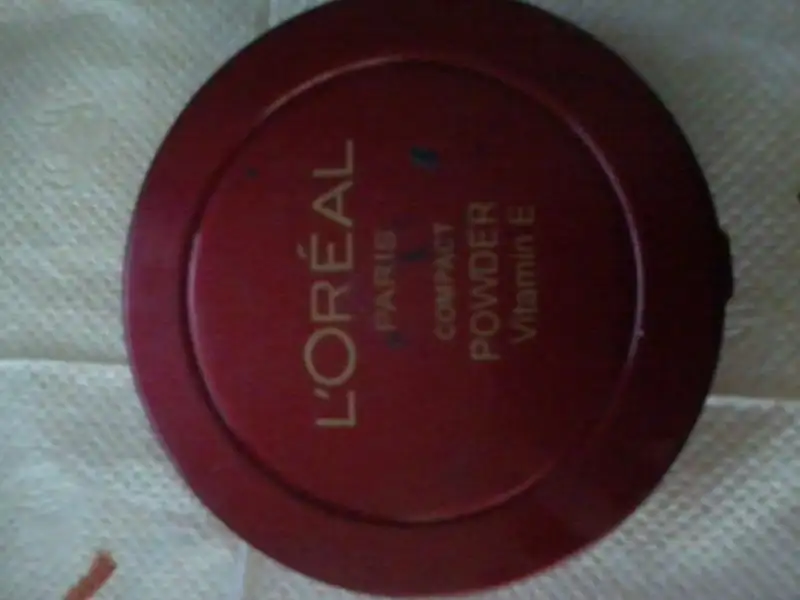 L'ORÉAL
PARIS
COMPACT
POWDER
Vitamin E